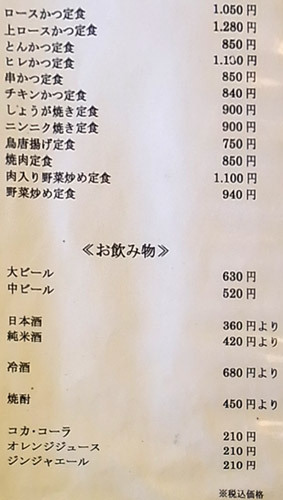 ロースかつ定食 1.050円
上ロースかつ定食 1.280円
とんかつ定食 850円
ヒレかつ定食 1.100円
串かつ定食 850円
チキンかつ定食 840円
しょうが焼き定食 900円
ニンニク焼き定食 900円
鳥唐揚げ定食 750円
焼肉定食 850円
肉入り野菜炒め定食 1.100円
野菜炒め定食 940円
≪お飲み物≫
大ビール 630円
中ビール 520円
日本酒 360円より
純米酒 420円より
冷酒 680円より
焼酎 450円より
コカ・コーラ 210円
オレンジジュース 210円
ジンジャエール 210円
※税込価格